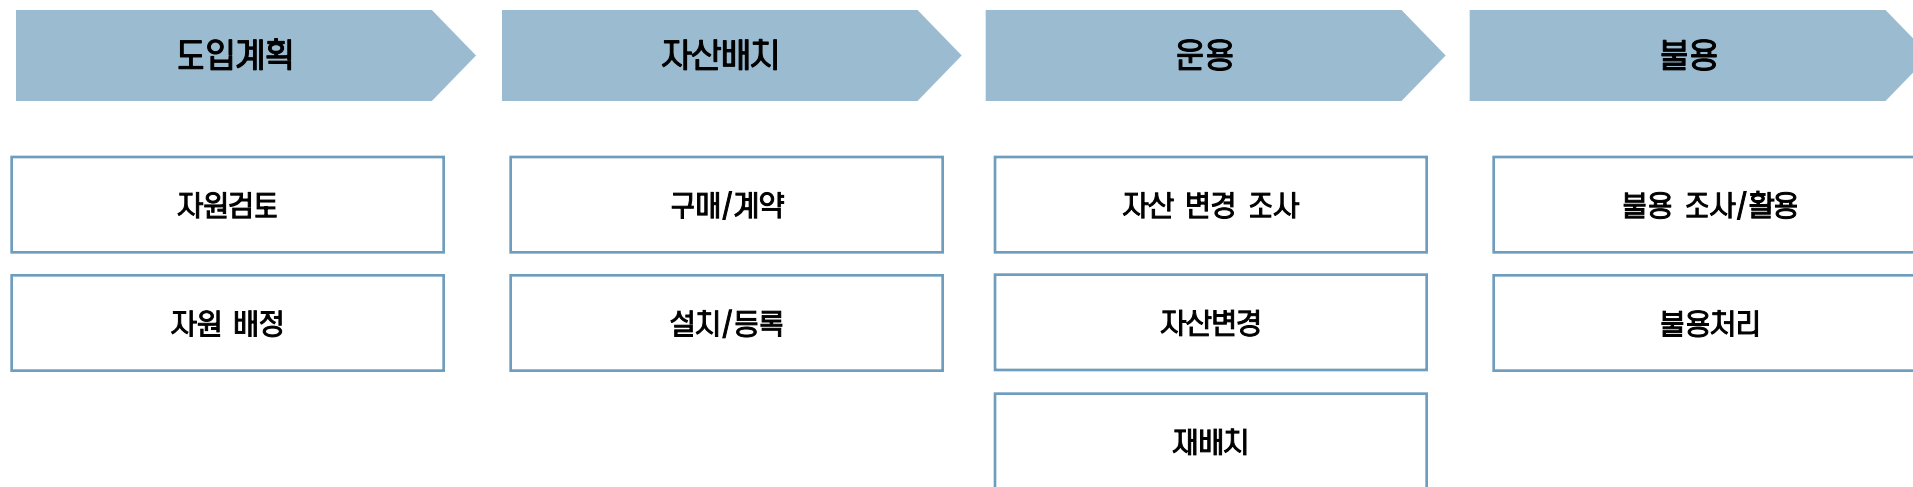 도입계획
자산배치
운용
불용
자원검토
구매/계약
자산 변경 조사
불용 조사/활용
자원 배정
설치/등록
자산변경
불용처리
재배치